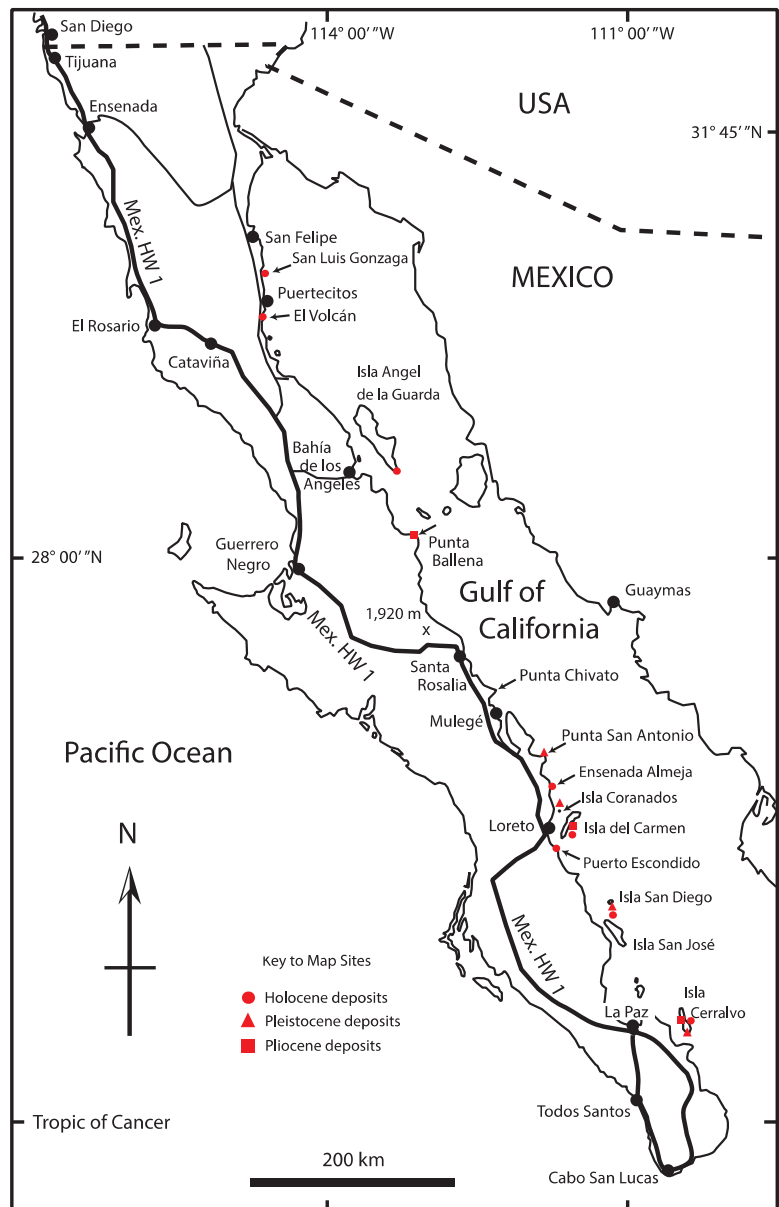 114° 00′ ″W
111° 00′ ″W
San Diego
Tijuana
USA
Ensenada
31° 45′ ″N
Mex. HW 1
San Felipe
San Luis Gonzaga
MEXICO
Puertecitos
El Volcán
El Rosario
Cataviña
Isla Angel
de la Guarda
Bahía
de los
Angeles
Punta
Ballena
28° 00′ ″N
Guerrero
Negro
Gulf of
California
Guaymas
1,920 m
x
Mex. HW 1
Santa
Rosalia
Punta Chivato
Mulegé
Pacific Ocean
Punta San Antonio
Ensenada Almeja
Isla Coranados
Loreto
Isla del Carmen
N
Puerto Escondido
Isla San Diego
Mex. HW 1
Isla San José
Key to Map Sites
Holocene deposits
Pleistocene deposits
Pliocene deposits
Isla
Cerralvo
La Paz
Todos Santos
Tropic of Cancer
200 km
Cabo San Lucas